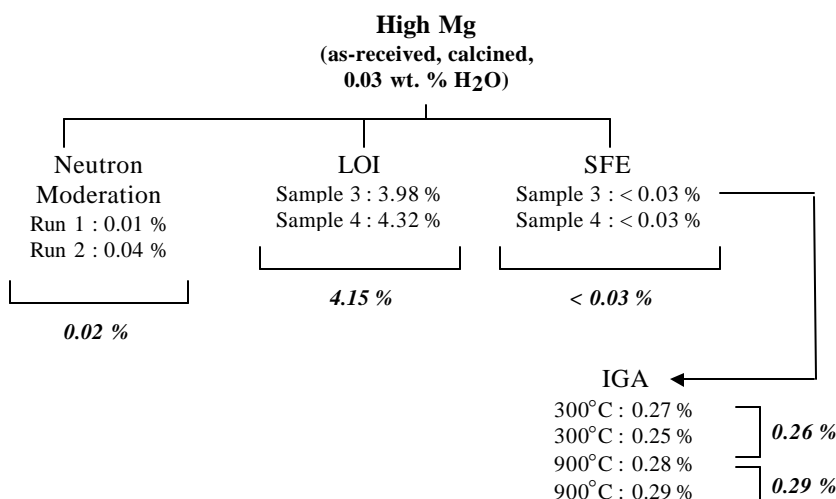 High Mg
(as-received, calcined,
0.03 wt. % H2O)
Neutron
Moderation
Run 1 : 0.01 %
Run 2 : 0.04 %
0.02 %
LOI
Sample 3 : 3.98 %
Sample 4 : 4.32 %
4.15 %
SFE
Sample 3 : < 0.03 %
Sample 4 : < 0.03 %
< 0.03 %
IGA
300°C : 0.27 %
300°C : 0.25 %
0.26 %
900°C : 0.28 %
900°C : 0.29 %
0.29 %